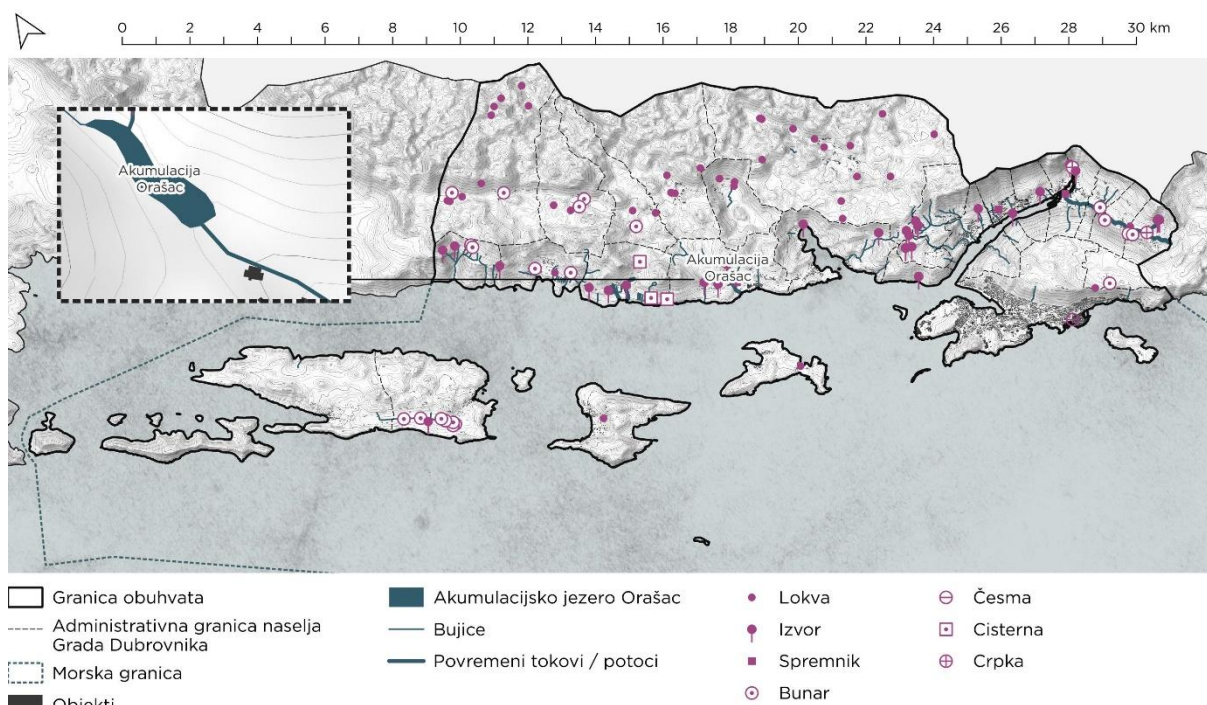 0 2 4 6 8 10 12 14 16 18 20 22 24 26 28 30 km
Akumulacija
Orašac
Akumulacija
Orašac
Granica obuhvata
Administrativna granica naselja
Grada Dubrovnika
Morska granica
Objekti
Akumulacijsko jezero Orašac
Bujice
Povremeni tokovi / potoci
Lokva
Izvor
Spremnik
Bunar
Česma
Cisterna
Crpka